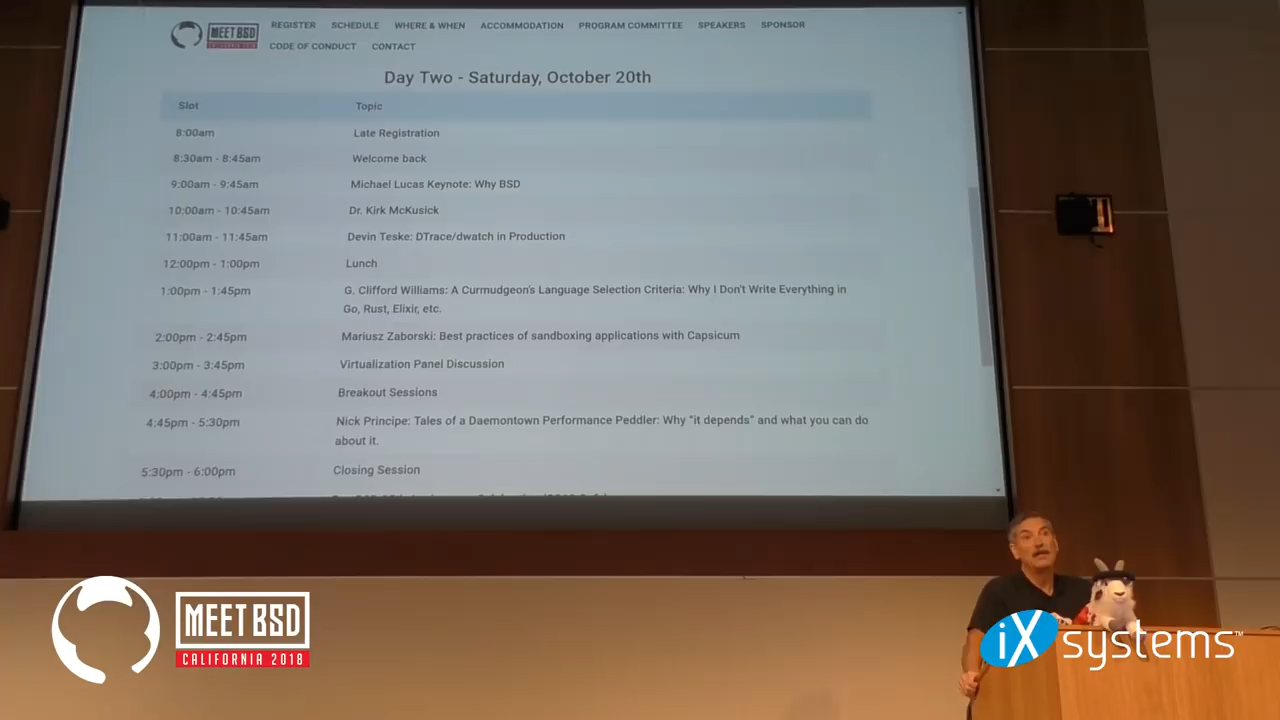 MEET BSD
CALIFORNIA 2018
REGISTER SCHEDULE WHERE & WHEN ACCOMMODATION PROGRAM COMMITTEE SPEAKERS SPONSOR
CODE OF CONDUCT CONTACT
Day Two - Saturday, October 20th
Slot Topic
8:00am Late Registration
8:30am - 8:45am Welcome back
9:00am - 9:45am Michael Lucas Keynote: Why BSD
10:00am - 10:45am Dr. Kirk McKusick
11:00am - 11:45am Devin Teske: DTrace/dwatch in Production
12:00pm - 1:00pm Lunch
1:00pm - 1:45pm G. Clifford Williams: A Curmudgeon's Language Selection Criteria: Why I Don't Write Everything in
Go, Rust, Elixir, etc.
2:00pm - 2:45pm Mariusz Zaborski: Best practices of sandboxing applications with Capsicum
3:00pm - 3:45pm Virtualization Panel Discussion
4:00pm - 4:45pm Breakout Sessions
4:45pm - 5:30pm Nick Principe: Tales of a Daemontown Performance Peddler: Why "it depends" and what you can do
about it.
5:30pm - 6:00pm Closing Session
MEET BSD
CALIFORNIA 2018
iX systems™